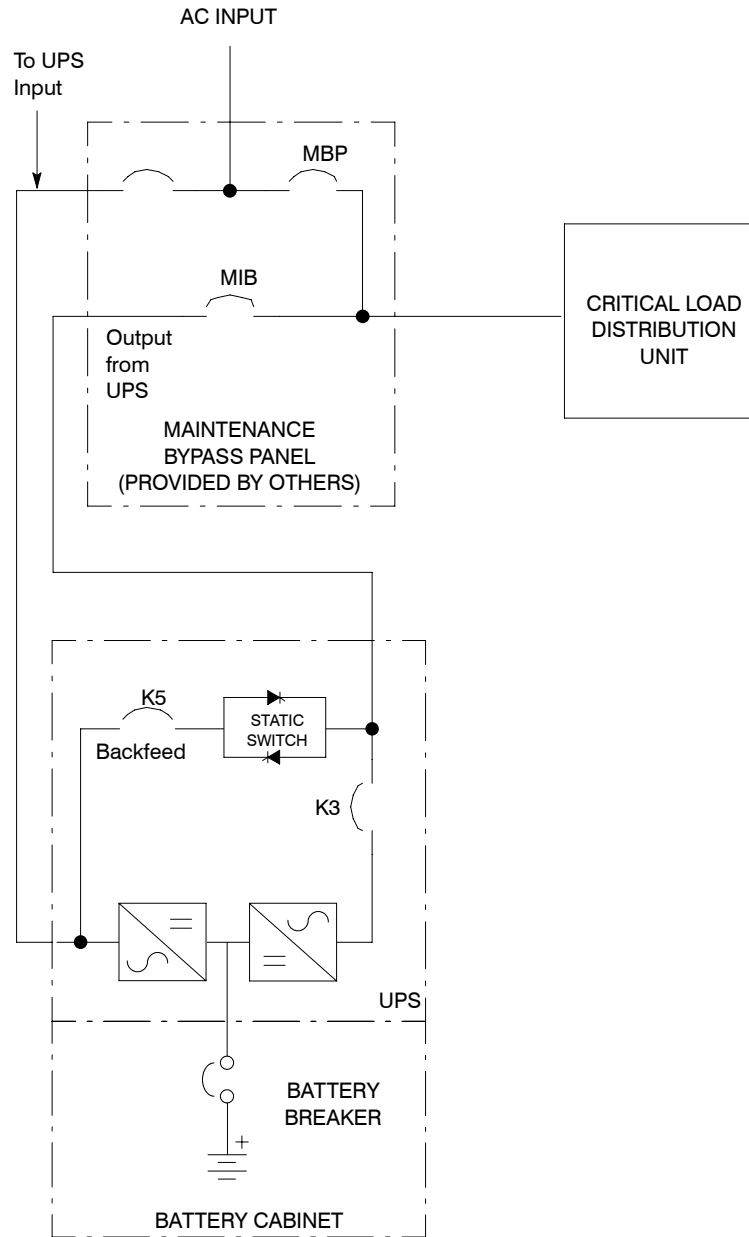 AC INPUT
To UPS
Input
MBP
MIB
Output
from
UPS
CRITICAL LOAD
DISTRIBUTION
UNIT
MAINTENANCE
BYPASS PANEL
(PROVIDED BY OTHERS)
K5
STATIC
SWITCH
Backfeed
K3
UPS
BATTERY
BREAKER
+
BATTERY CABINET